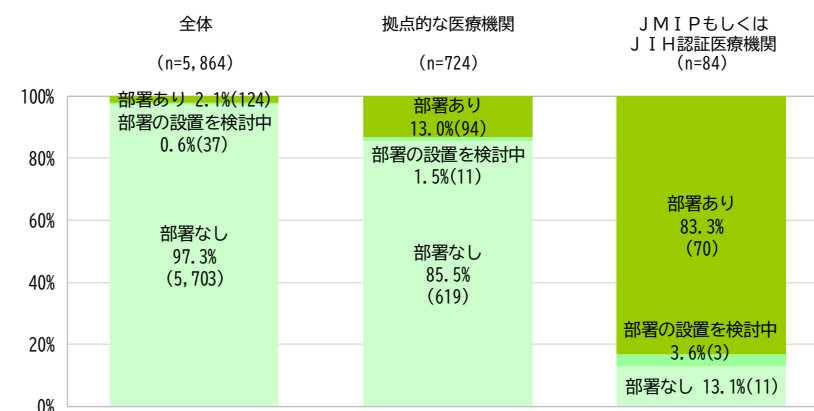 全体
(n=5,864)
拠点的な医療機関
(n=724)
ＪＭＩＰもしくは
ＪＩＨ認証医療機関
(n=84)
100%
80%
60%
40%
20%
0%
部署あり 2.1%(124)
部署の設置を検討中
0.6%(37)
部署なし
97.3%
(5,703)
部署あり
13.0%(94)
部署の設置を検討中
1.5%(11)
部署なし
85.5%
(619)
部署あり
83.3%
(70)
部署の設置を検討中
3.6%(3)
部署なし 13.1%(11)